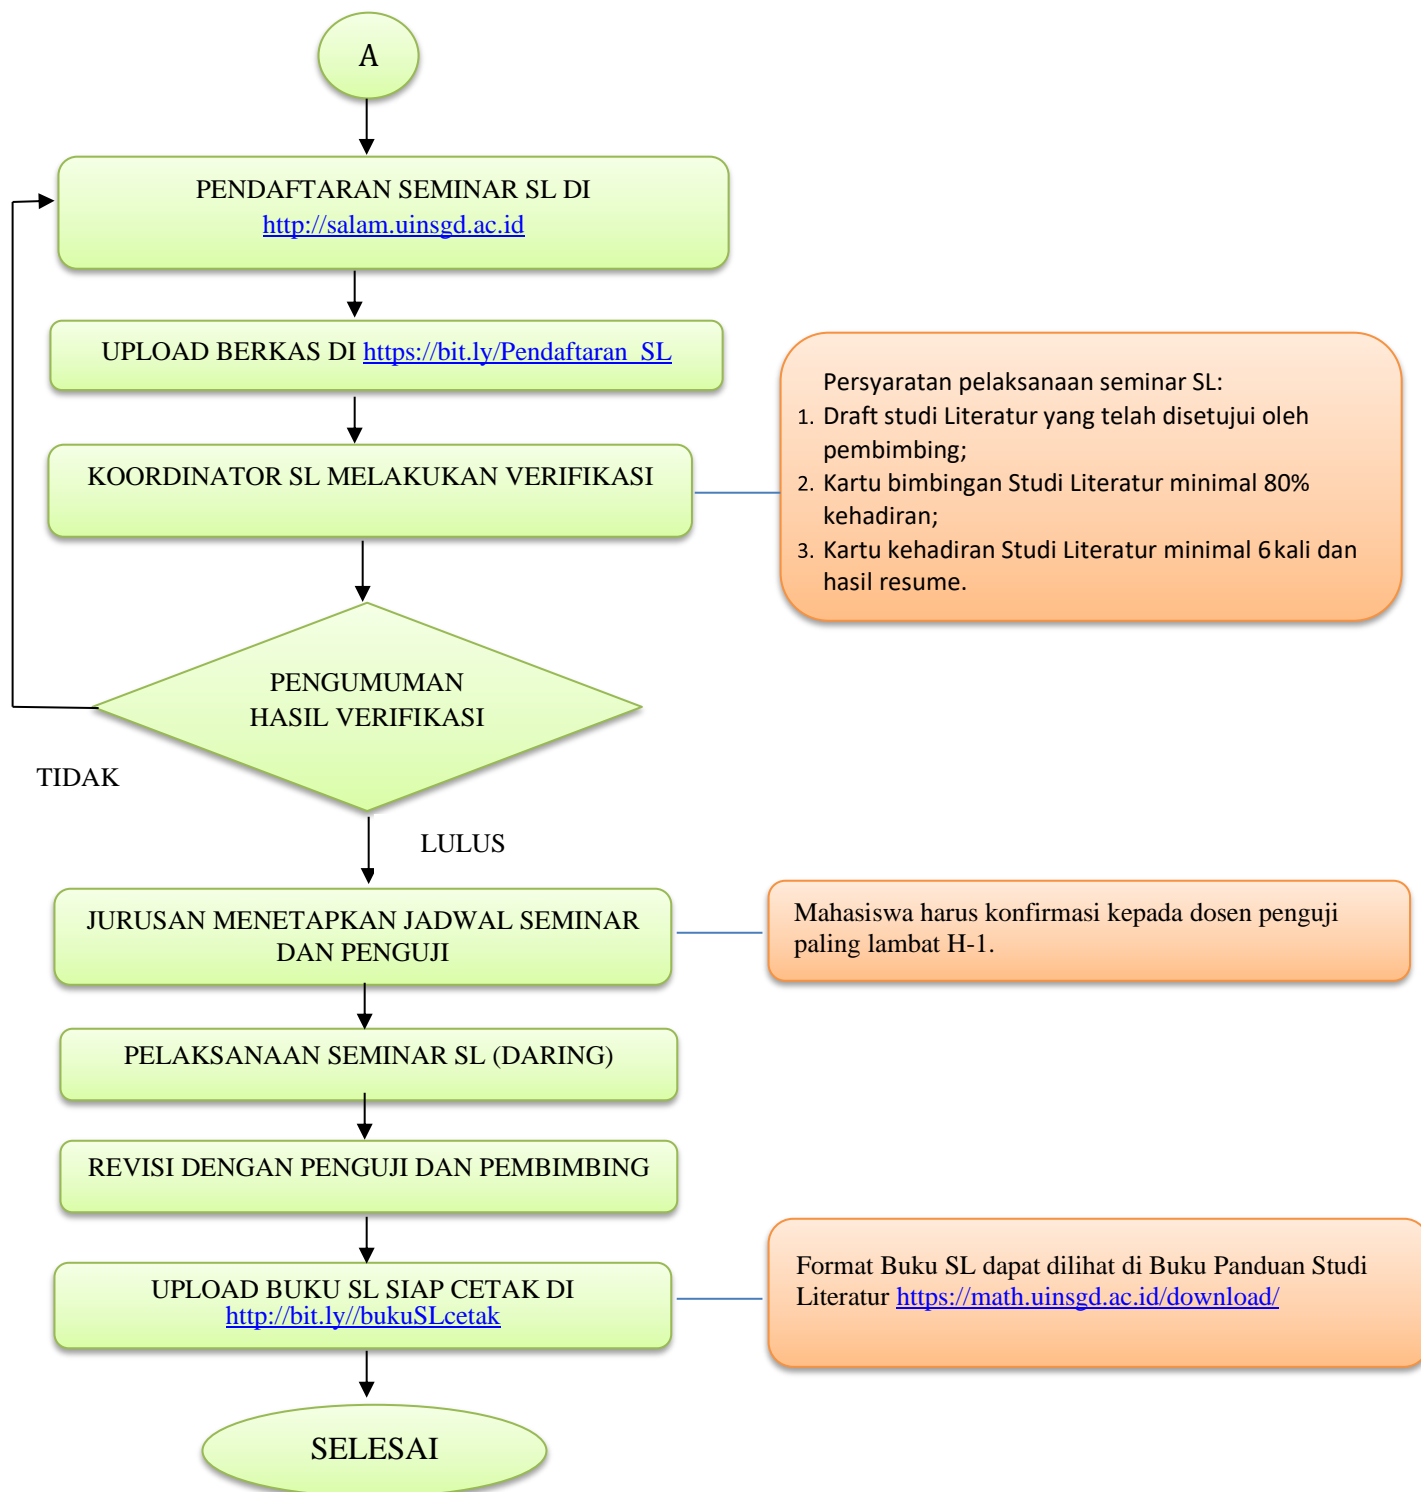 A
PENDAFTARAN SEMINAR SL DI
http://salam.uinsgd.ac.id
UPLOAD BERKAS DI https://bit.ly/Pendaftaran_SL
KOORDINATOR SL MELAKUKAN VERIFIKASI
Persyaratan pelaksanaan seminar SL:
1. Draft studi Literatur yang telah disetujui oleh
pembimbing;
2. Kartu bimbingan Studi Literatur minimal 80%
kehadiran;
3. Kartu kehadiran Studi Literatur minimal 6 kali dan
hasil resume.
PENGUMUMAN
HASIL VERIFIKASI
TIDAK
LULUS
JURUSAN MENETAPKAN JADWAL SEMINAR
DAN PENGUJI
Mahasiswa harus konfirmasi kepada dosen penguji
paling lambat H-1.
PELAKSANAAN SEMINAR SL (DARING)
REVISI DENGAN PENGUJI DAN PEMBIMBING
UPLOAD BUKU SL SIAP CETAK DI
http://bit.ly//bukuSLcetak
Format Buku SL dapat dilihat di Buku Panduan Studi
Literatur https://math.uinsgd.ac.id/download/
SELESAI